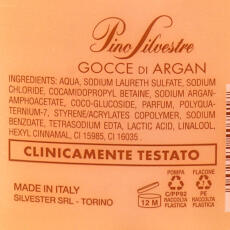 Pino Silvestre
GOCCE DI ARGAN
INGREDIENTS: AQUA, SODIUM LAURETH SULFATE, SODIUM
CHLORIDE, COCAMIDOPROPYL BETAINE, SODIUM ARGAN-
AMPHOACETATE, COCO-GLUCOSIDE, PARFUM, POLYQUA-
TERNIUM-7, STYRENE/ACRYLATES COPOLYMER, SODIUM
BENZOATE, TETRASODIUM EDTA, LACTIC ACID, LINALOOL,
HEXYL CINNAMAL, CI 15985, CI 16035 .
CLINICAMENTE TESTATO
MADE IN ITALY
SILVESTER SRL - TORINO
12 M
POMPA
C/PP92
RACCOLTA
PLASTICA
FLACONE
PE
RACCOLTA
PLASTICA